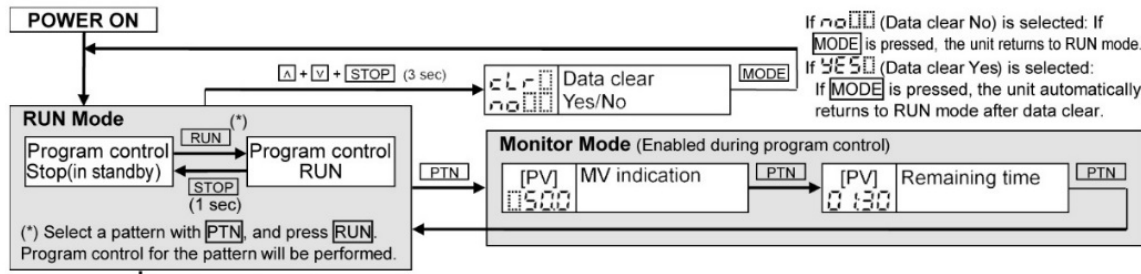 POWER ON
If no (Data clear No) is selected: If
MODE is pressed, the unit returns to RUN mode.
If YES (Data clear Yes) is selected:
If MODE is pressed, the unit automatically
returns to RUN mode after data clear.
∧ + ∨ + STOP (3 sec)
cLr
no
Data clear
Yes/No
MODE
RUN Mode
(*)
Program control
Stop(in standby)
RUN
STOP
(1 sec)
Program control
RUN
(*) Select a pattern with PTN, and press RUN.
Program control for the pattern will be performed.
PTN
Monitor Mode (Enabled during program control)
[PV]
50.0
MV indication
PTN
[PV]
01:30
Remaining time
PTN